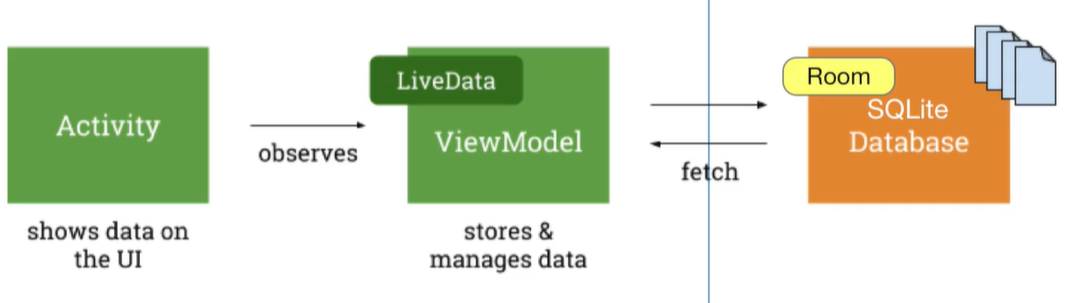 Activity
shows data on
the UI
observes
LiveData
ViewModel
stores &
manages data
fetch
Room
SQLite
Database